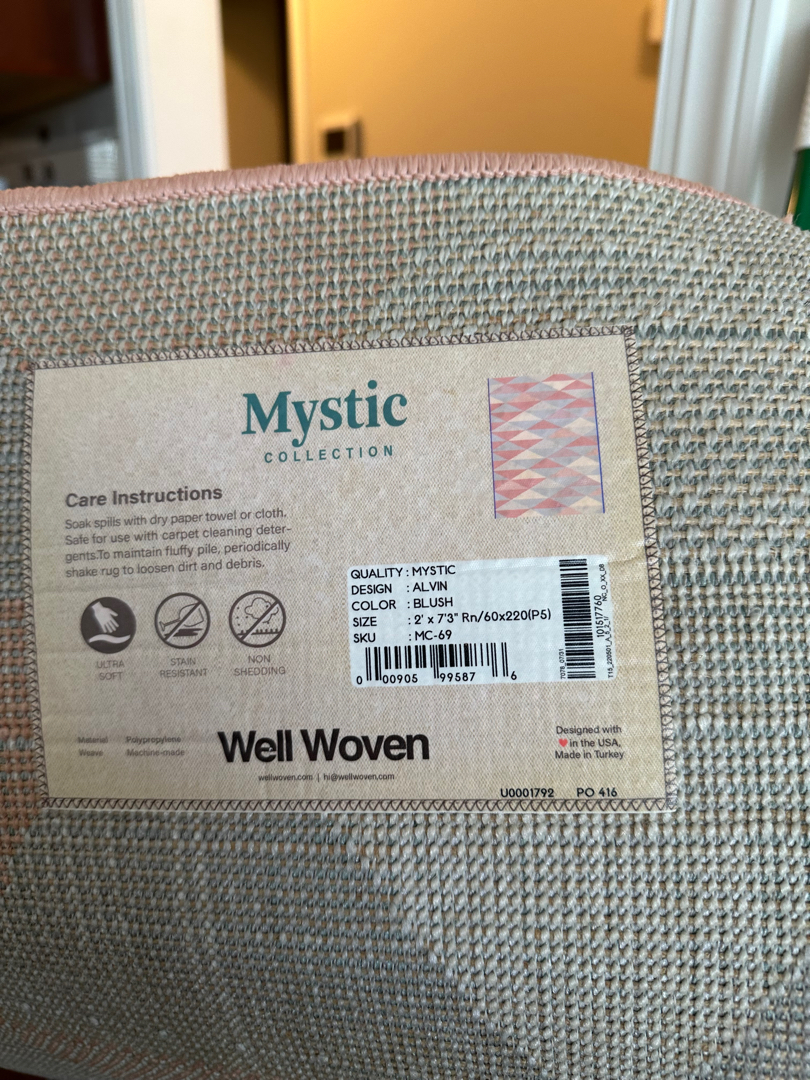 Mystic
COLLECTION
Care Instructions
Soak spills with dry paper towel or cloth.
Safe for use with carpet cleaning deter-
gents.To maintain fluffy pile, periodically
shake rug to loosen dirt and debris.
ULTRA
SOFT
STAIN
RESISTANT
NON
SHEDDING
QUALITY : MYSTIC
DESIGN : ALVIN
COLOR : BLUSH
SIZE : 2' x 7'3" Rn/60x220(P5)
SKU : MC-69
0 00905 99587 6
7078_0731
101517760
Material Polypropylene
Weave Machine-made
Well Woven
wellwoven.com | hi@wellwoven.com
Designed with
❤ in the USA,
Made in Turkey
U0001792 PO 416